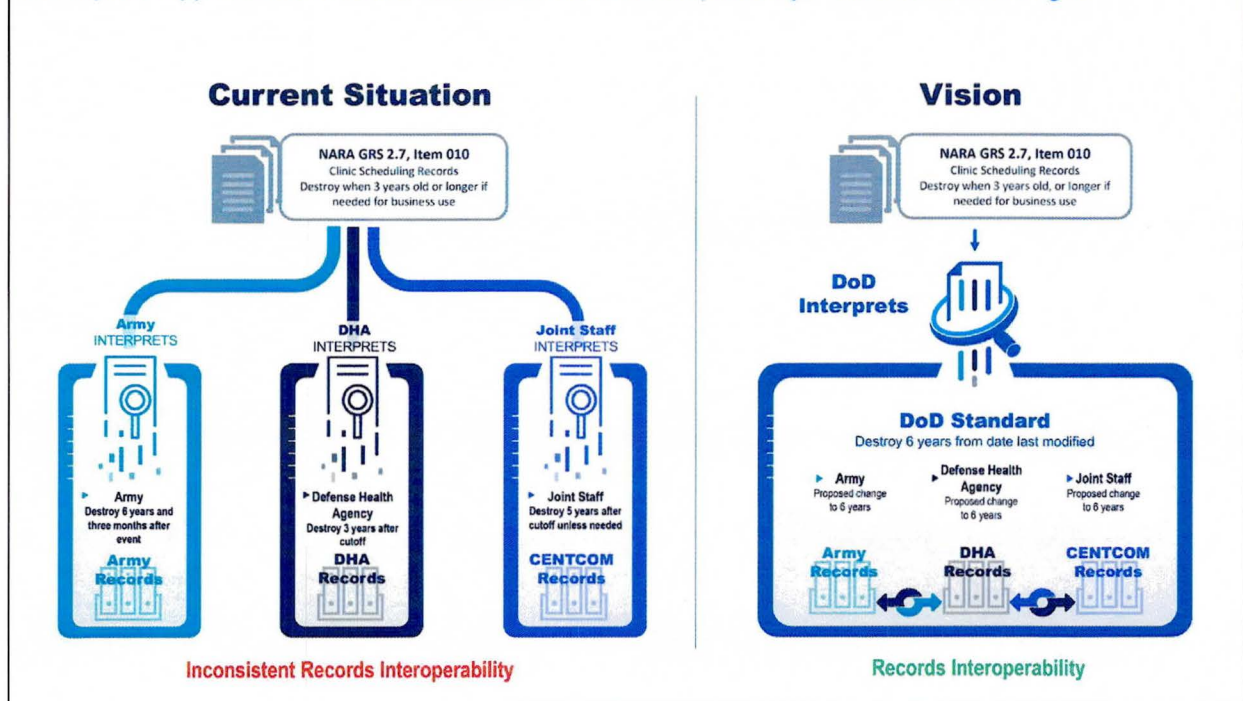 Current Situation
NARA GRS 2.7, Item 010
Clinic Scheduling Records
Destroy when 3 years old or longer if
needed for business use
Army
INTERPRETS
DHA
INTERPRETS
Joint Staff
INTERPRETS
Army
Destroy 6 years and
three months after
event
Army
Records
Defense Health
Agency
Destroy 3 years after
cutoff
DHA
Records
Joint Staff
Destroy 5 years after
cutoff unless needed
CENTCOM
Records
Inconsistent Records Interoperability
Vision
NARA GRS 2.7, Item 010
Clinic Scheduling Records
Destroy when 3 years old, or longer if
needed for business use
DoD
Interprets
DoD Standard
Destroy 6 years from date last modified
Army
Proposed change
to 6 years
Defense Health
Agency
Proposed change
to 6 years
Joint Staff
Proposed change
to 6 years
Army
Records
DHA
Records
CENTCOM
Records
Records Interoperability